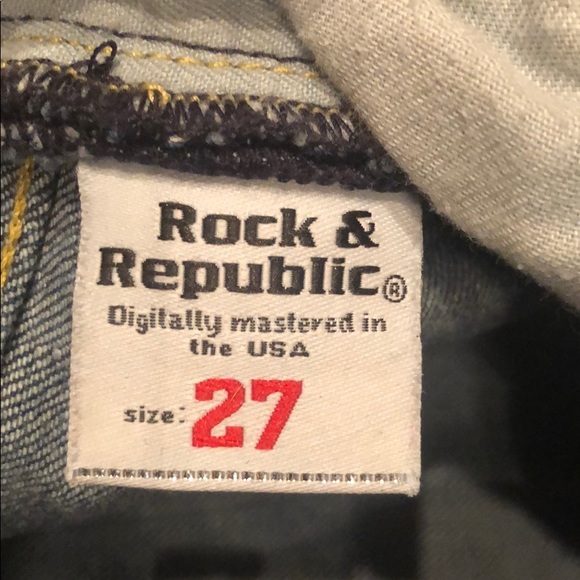 Rock &
Republic®
Digitally mastered in
the USA
size: 27